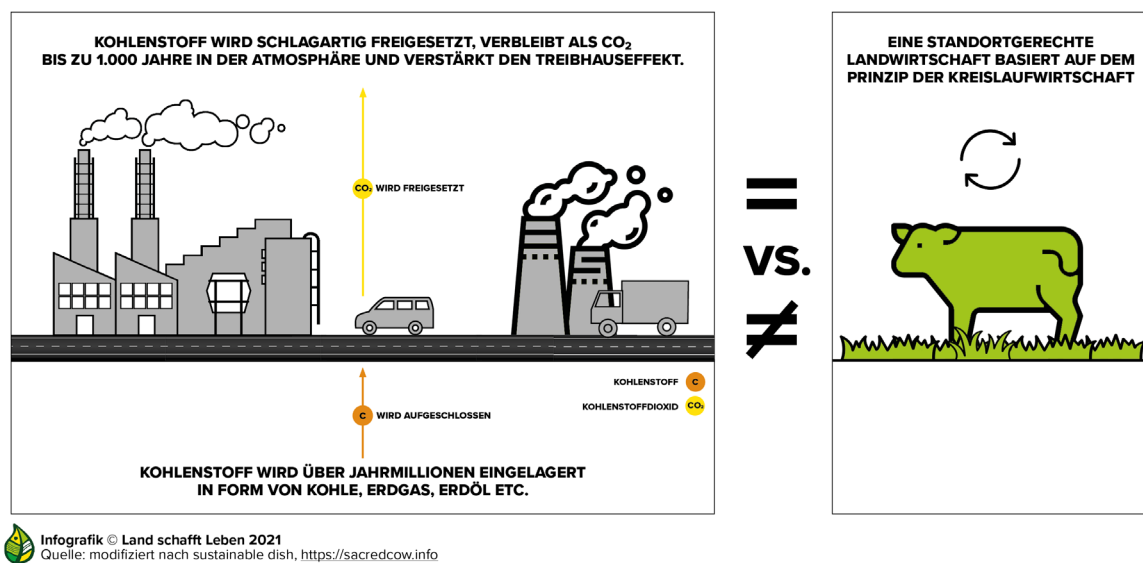 KOHLENSTOFF WIRD SCHLAGARTIG FREIGESETZT, VERBLEIBT ALS CO₂
BIS ZU 1.000 JAHRE IN DER ATMOSPHÄRE UND VERSTÄRKT DEN TREIBHAUSEFFEKT.
CO₂ WIRD FREIGESETZT
KOHLENSTOFF C
C WIRD AUFGESCHLOSSEN
KOHLENSTOFFDIOXID CO₂
KOHLENSTOFF WIRD ÜBER JAHRMILLIONEN EINGELAGERT
IN FORM VON KOHLE, ERDGAS, ERDÖL ETC.
=
VS.
≠
EINE STANDORTGERECHTE
LANDWIRTSCHAFT BASIERT AUF DEM
PRINZIP DER KREISLAUFWIRTSCHAFT
Infografik © Land schafft Leben 2021
Quelle: modifiziert nach sustainable dish, https://sacredcow.info